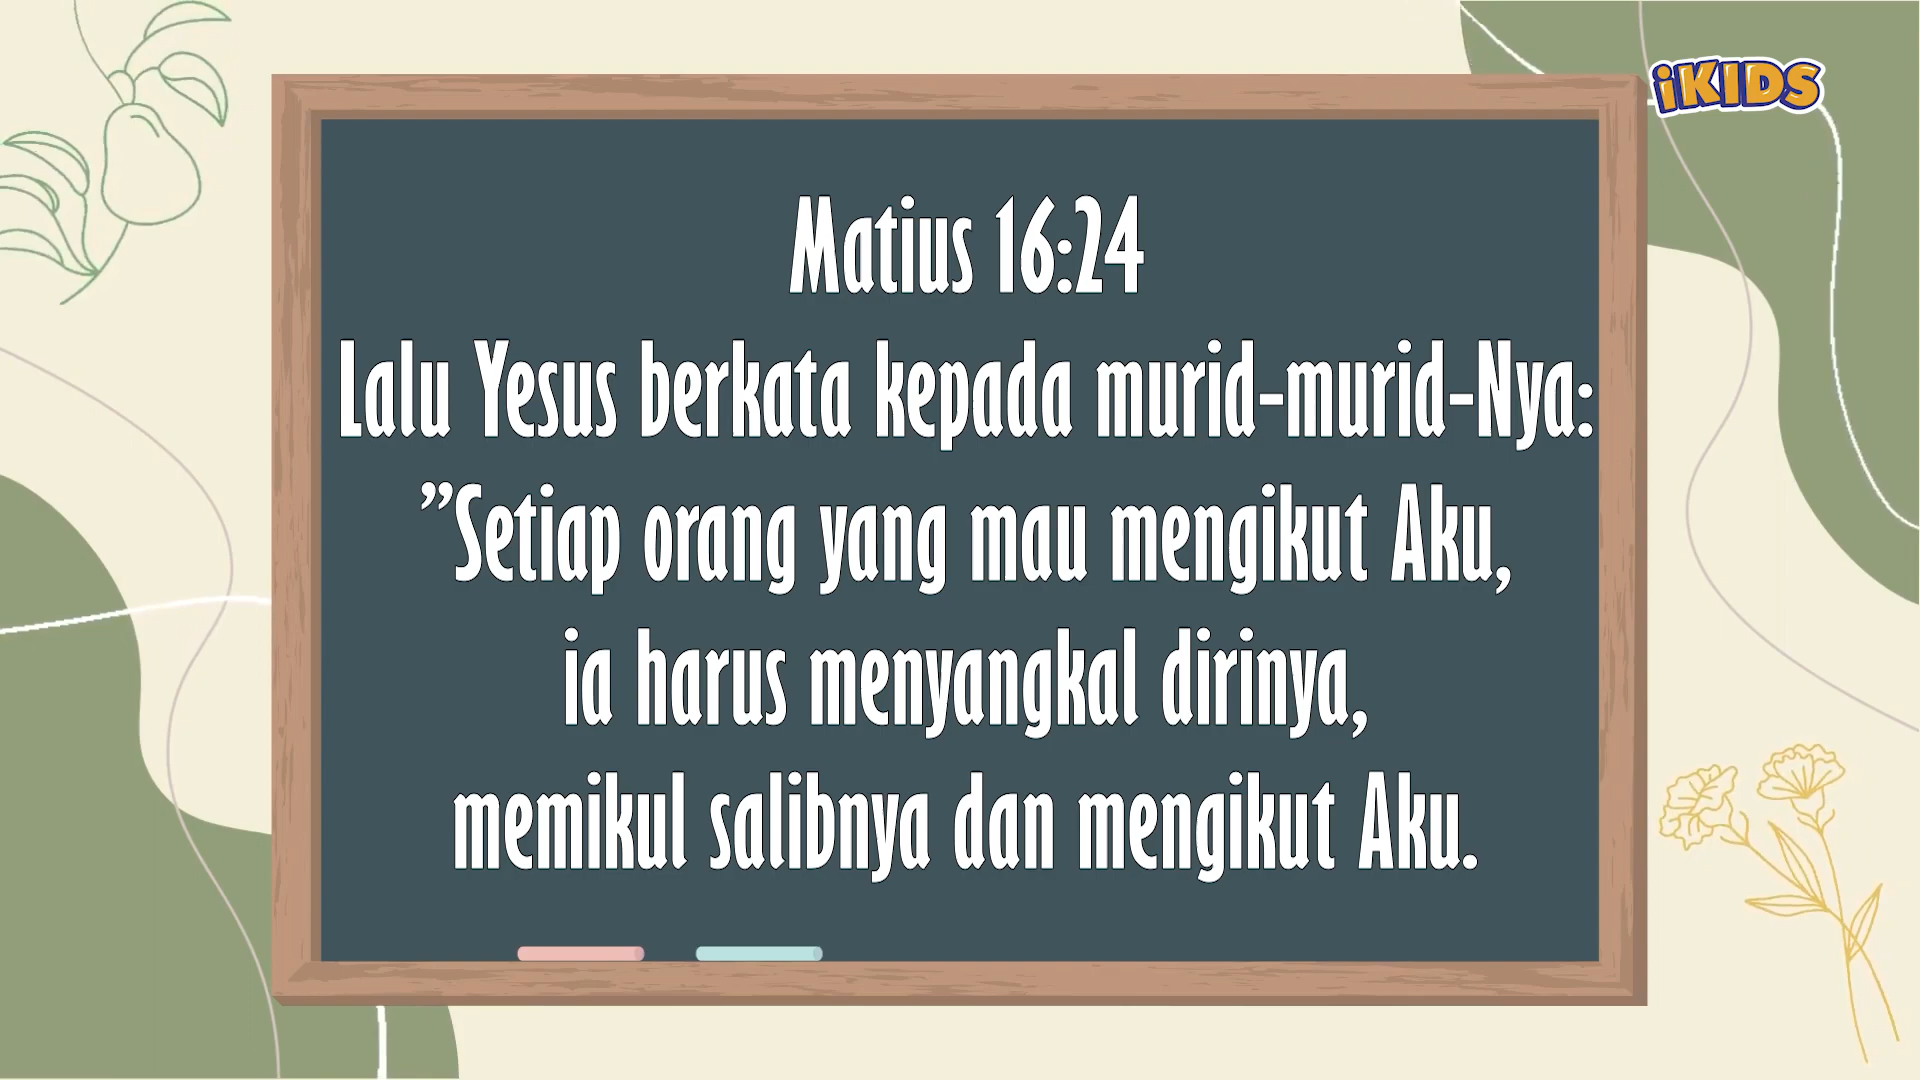 iKIDS
Matius 16:24
Lalu Yesus berkata kepada murid-murid-Nya:
”Setiap orang yang mau mengikut Aku,
ia harus menyangkal dirinya,
memikul salibnya dan mengikut Aku.